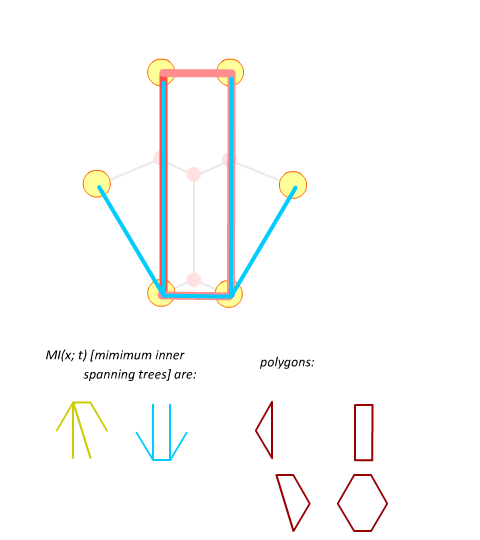 MI(x; t) [mimimum inner
spanning trees] are:
polygons: